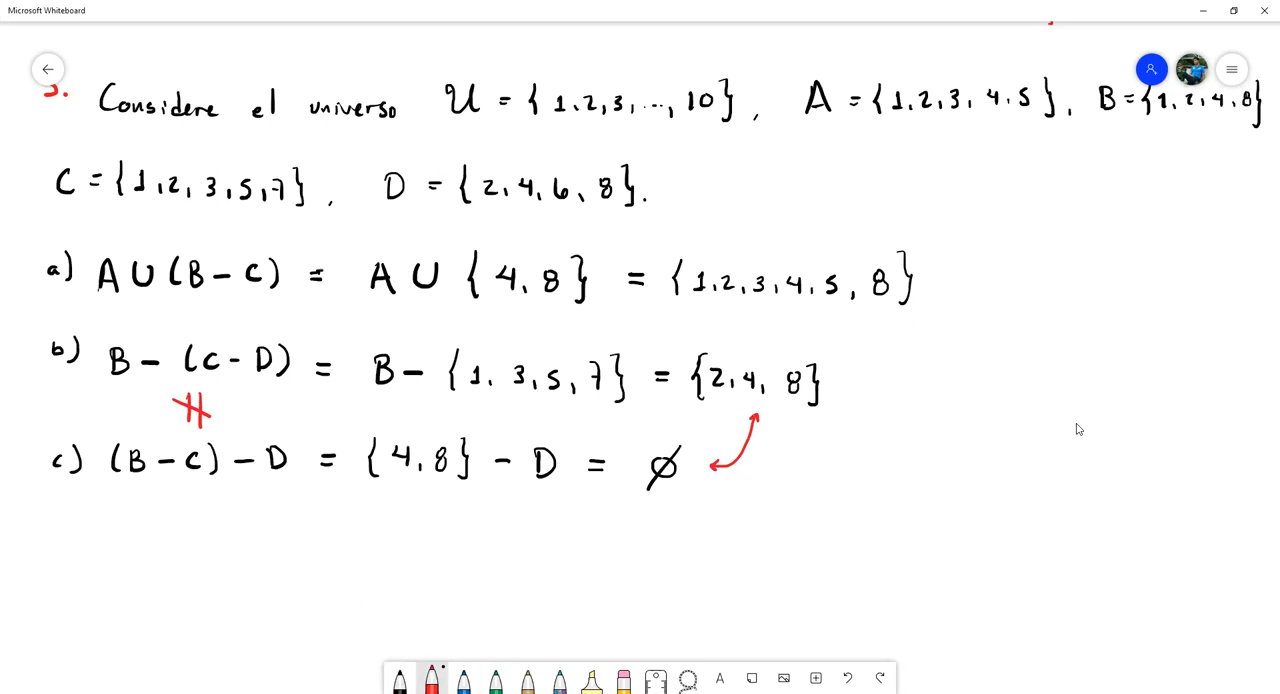 Microsoft Whiteboard
3. Considere el universo U = {1,2,3,...,10}, A = {1,2,3,4,5}, B = {1,2,4,8}
C = {1,2,3,5,7}, D = {2,4,6,8}.
a) A ∪ (B - C) = A ∪ {4,8} = {1,2,3,4,5,8}
b) B - (C - D) = B - {1,3,5,7} = {2,4,8}
≠
c) (B - C) - D = {4,8} - D = ∅
A